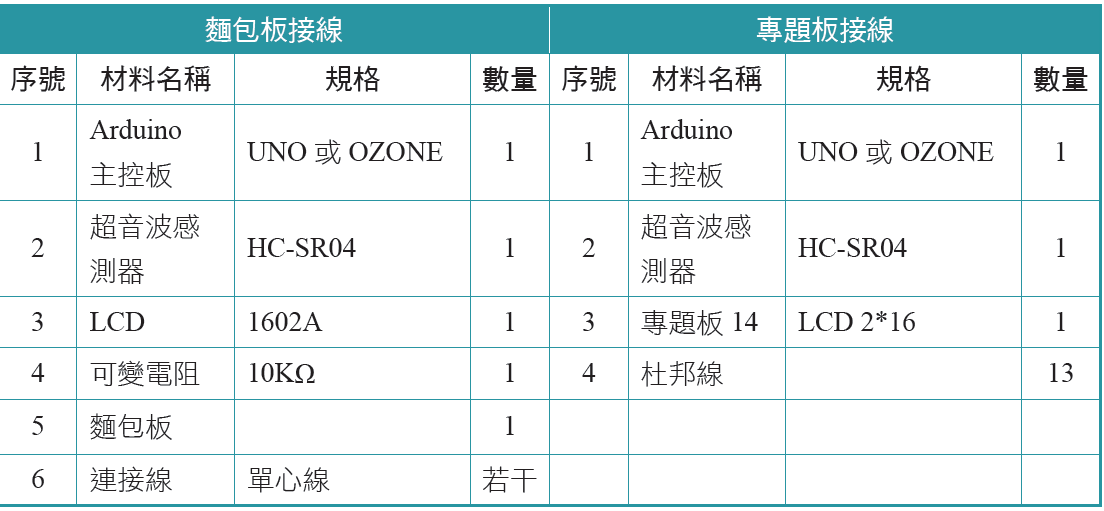 麵包板接線 專題板接線
序號 材料名稱 規格 數量 序號 材料名稱 規格 數量
1 Arduino 主控板 UNO 或 OZONE 1 1 Arduino 主控板 UNO 或 OZONE 1
2 超音波感測器 HC-SR04 1 2 超音波感測器 HC-SR04 1
3 LCD 1602A 1 3 專題板 14 LCD 2*16 1
4 可變電阻 10KΩ 1 4 杜邦線 13
5 麵包板 1
6 連接線 單心線 若干